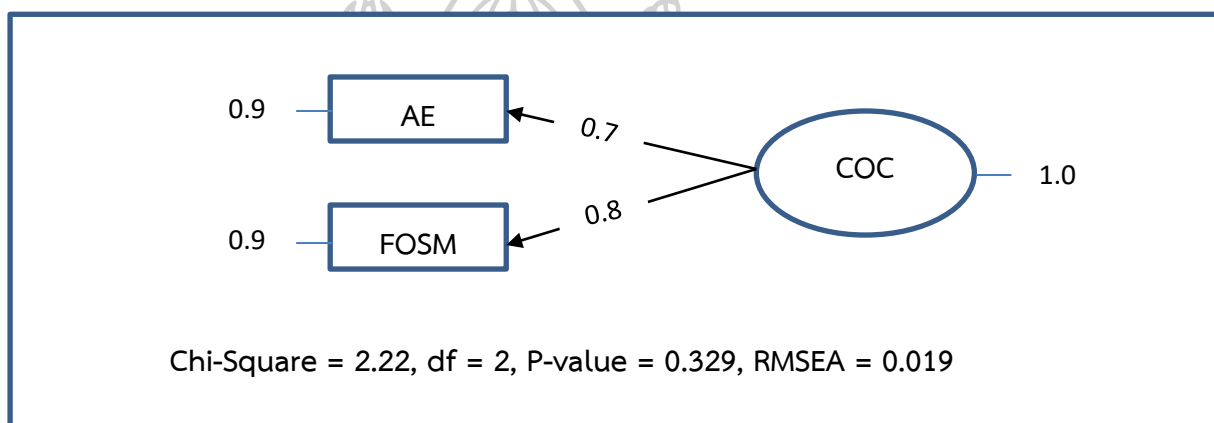 0.9
AE
0.7
COC
1.0
0.8
0.9
FOSM
Chi-Square = 2.22, df = 2, P-value = 0.329, RMSEA = 0.019